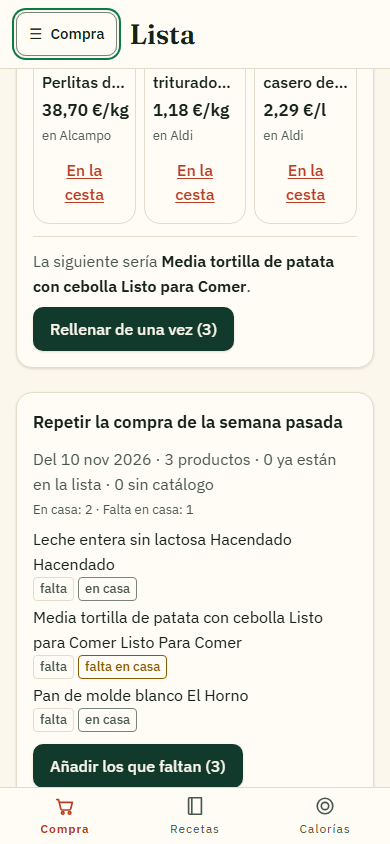 ☰ Compra
Lista
Perlitas d…
triturado…
casero de…
38,70 €/kg
1,18 €/kg
2,29 €/l
en Alcampo
en Aldi
en Aldi
En la
cesta
En la
cesta
En la
cesta
La siguiente sería Media tortilla de patata
con cebolla Listo para Comer.
Rellenar de una vez (3)
Repetir la compra de la semana pasada
Del 10 nov 2026 · 3 productos · 0 ya están
en la lista · 0 sin catálogo
En casa: 2 · Falta en casa: 1
Leche entera sin lactosa Hacendado
Hacendado
falta en casa
Media tortilla de patata con cebolla Listo
para Comer Listo Para Comer
falta falta en casa
Pan de molde blanco El Horno
falta en casa
Añadir los que faltan (3)
Compra
Recetas
Calorías